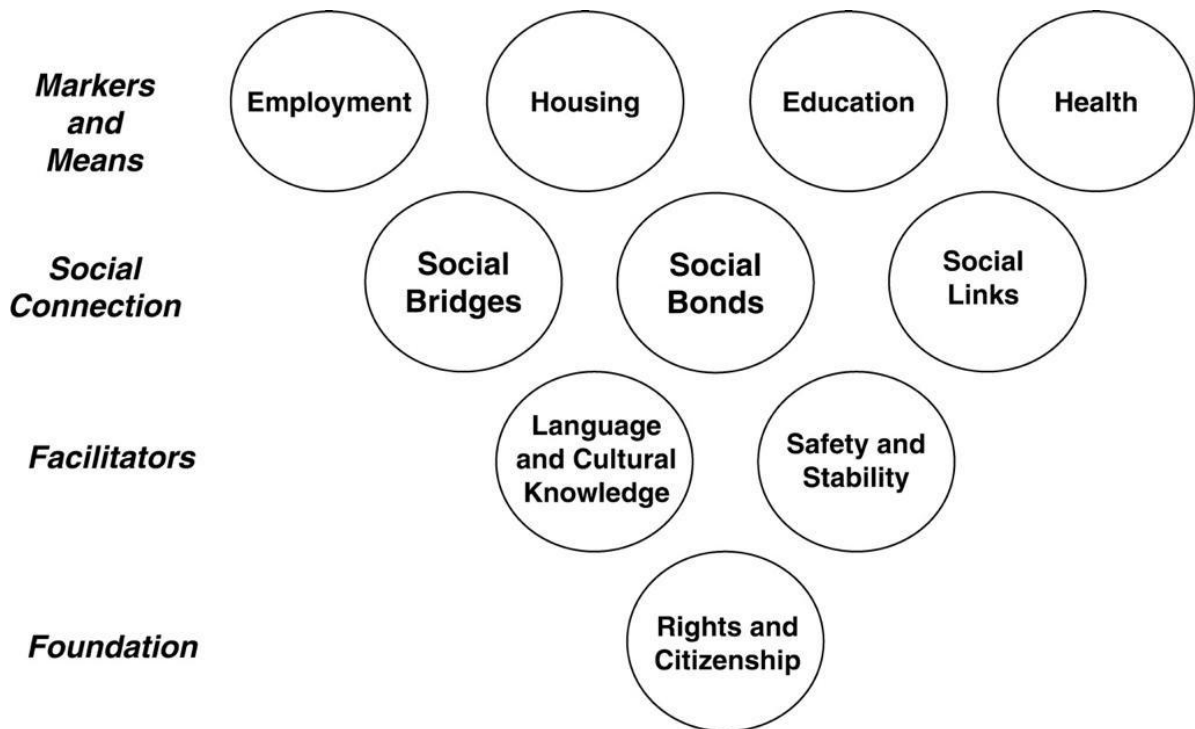 Markers
and
Means
Employment
Housing
Education
Health
Social
Connection
Social
Bridges
Social
Bonds
Social
Links
Facilitators
Language
and Cultural
Knowledge
Safety and
Stability
Foundation
Rights and
Citizenship